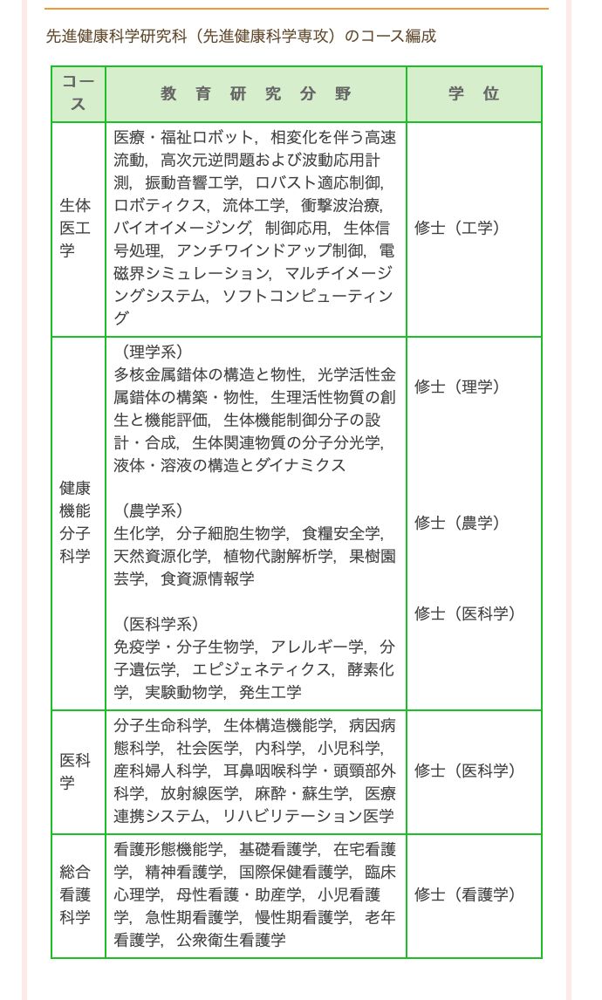 先進健康科学研究科（先進健康科学専攻）のコース編成
コー
ス
教　育　研　究　分　野
学　位
生体
医工
学
医療・福祉ロボット，相変化を伴う高速
流動，高次元逆問題および波動応用計
測，振動音響工学，ロバスト適応制御，
ロボティクス，流体工学，衝撃波治療，
バイオイメージング，制御応用，生体信
号処理，アンチワインドアップ制御，電
磁界シミュレーション，マルチイメージ
ングシステム，ソフトコンピューティン
グ
修士（工学）
健康
機能
分子
科学
（理学系）
多核金属錯体の構造と物性，光学活性金
属錯体の構築・物性，生理活性物質の創
生と機能評価，生体機能制御分子の設
計・合成，生体関連物質の分子分光学，
液体・溶液の構造とダイナミクス
修士（理学）
（農学系）
生化学，分子細胞生物学，食糧安全学，
天然資源化学，植物代謝解析学，果樹園
芸学，食資源情報学
修士（農学）
（医科学系）
免疫学・分子生物学，アレルギー学，分
子遺伝学，エピジェネティクス，酵素化
学，実験動物学，発生工学
修士（医科学）
医科
学
分子生命科学，生体構造機能学，病因病
態科学，社会医学，内科学，小児科学，
産科婦人科学，耳鼻咽喉科学・頭頸部外
科学，放射線医学，麻酔・蘇生学，医療
連携システム，リハビリテーション医学
修士（医科学）
総合
看護
科学
看護形態機能学，基礎看護学，在宅看護
学，精神看護学，国際保健看護学，臨床
心理学，母性看護・助産学，小児看護
学，急性期看護学，慢性期看護学，老年
看護学，公衆衛生看護学
修士（看護学）